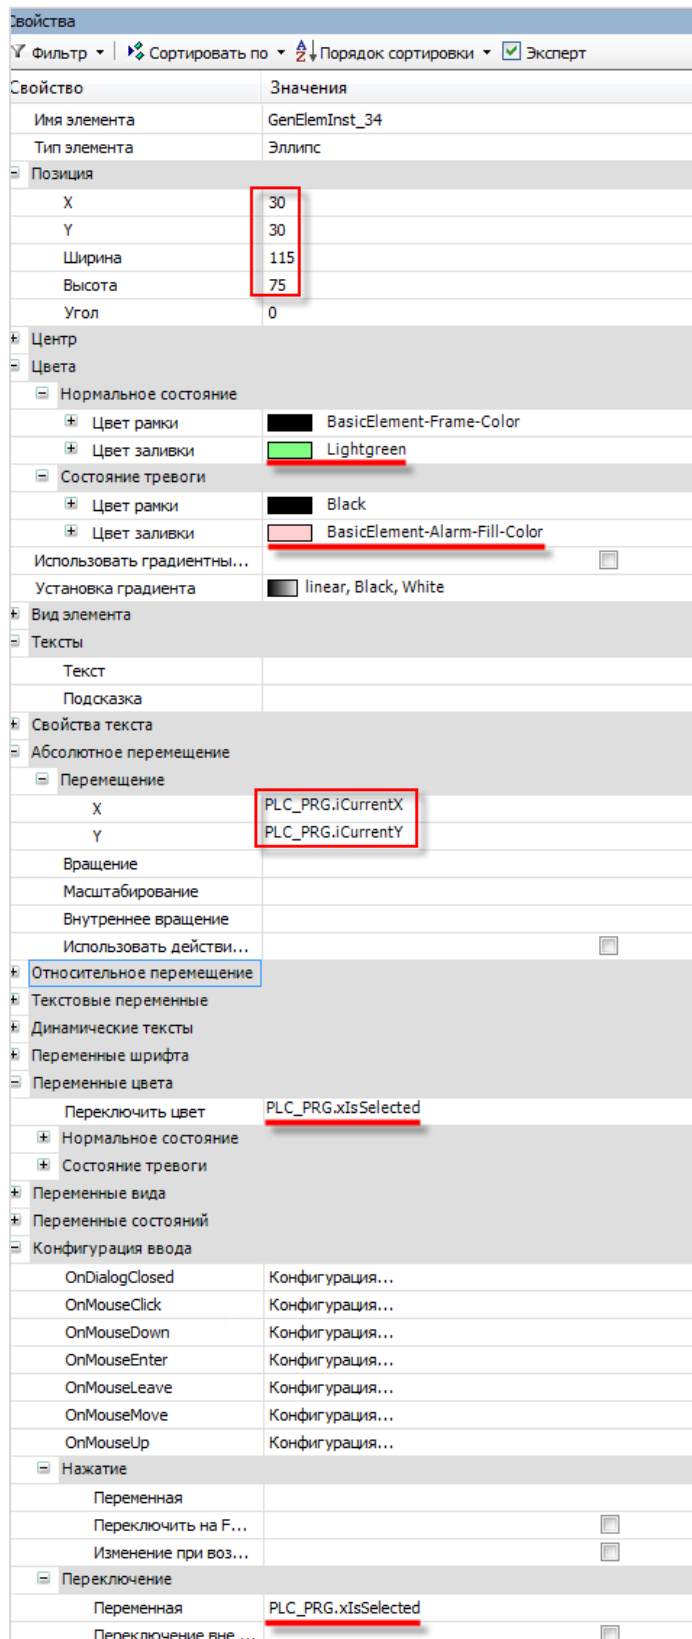 Свойства
Фильтр Сортировать по Порядок сортировки Эксперт
Свойство Значения
Имя элемента GenElemInst_34
Тип элемента Эллипс
Позиция
X 30
Y 30
Ширина 115
Высота 75
Угол 0
Центр
Цвета
Нормальное состояние
Цвет рамки BasicElement-Frame-Color
Цвет заливки Lightgreen
Состояние тревоги
Цвет рамки Black
Цвет заливки BasicElement-Alarm-Fill-Color
Использовать градиентны...
Установка градиента linear, Black, White
Вид элемента
Тексты
Текст
Подсказка
Свойства текста
Абсолютное перемещение
Перемещение
X PLC_PRG.iCurrentX
Y PLC_PRG.iCurrentY
Вращение
Масштабирование
Внутреннее вращение
Использовать действи...
Относительное перемещение
Текстовые переменные
Динамические тексты
Переменные шрифта
Переменные цвета
Переключить цвет PLC_PRG.xIsSelected
Нормальное состояние
Состояние тревоги
Переменные вида
Переменные состояний
Конфигурация ввода
OnDialogClosed Конфигурация...
OnMouseClick Конфигурация...
OnMouseDown Конфигурация...
OnMouseEnter Конфигурация...
OnMouseLeave Конфигурация...
OnMouseMove Конфигурация...
OnMouseUp Конфигурация...
Нажатие
Переменная
Переключить на F...
Изменение при воз...
Переключение
Переменная PLC_PRG.xIsSelected
Переключение вне ...